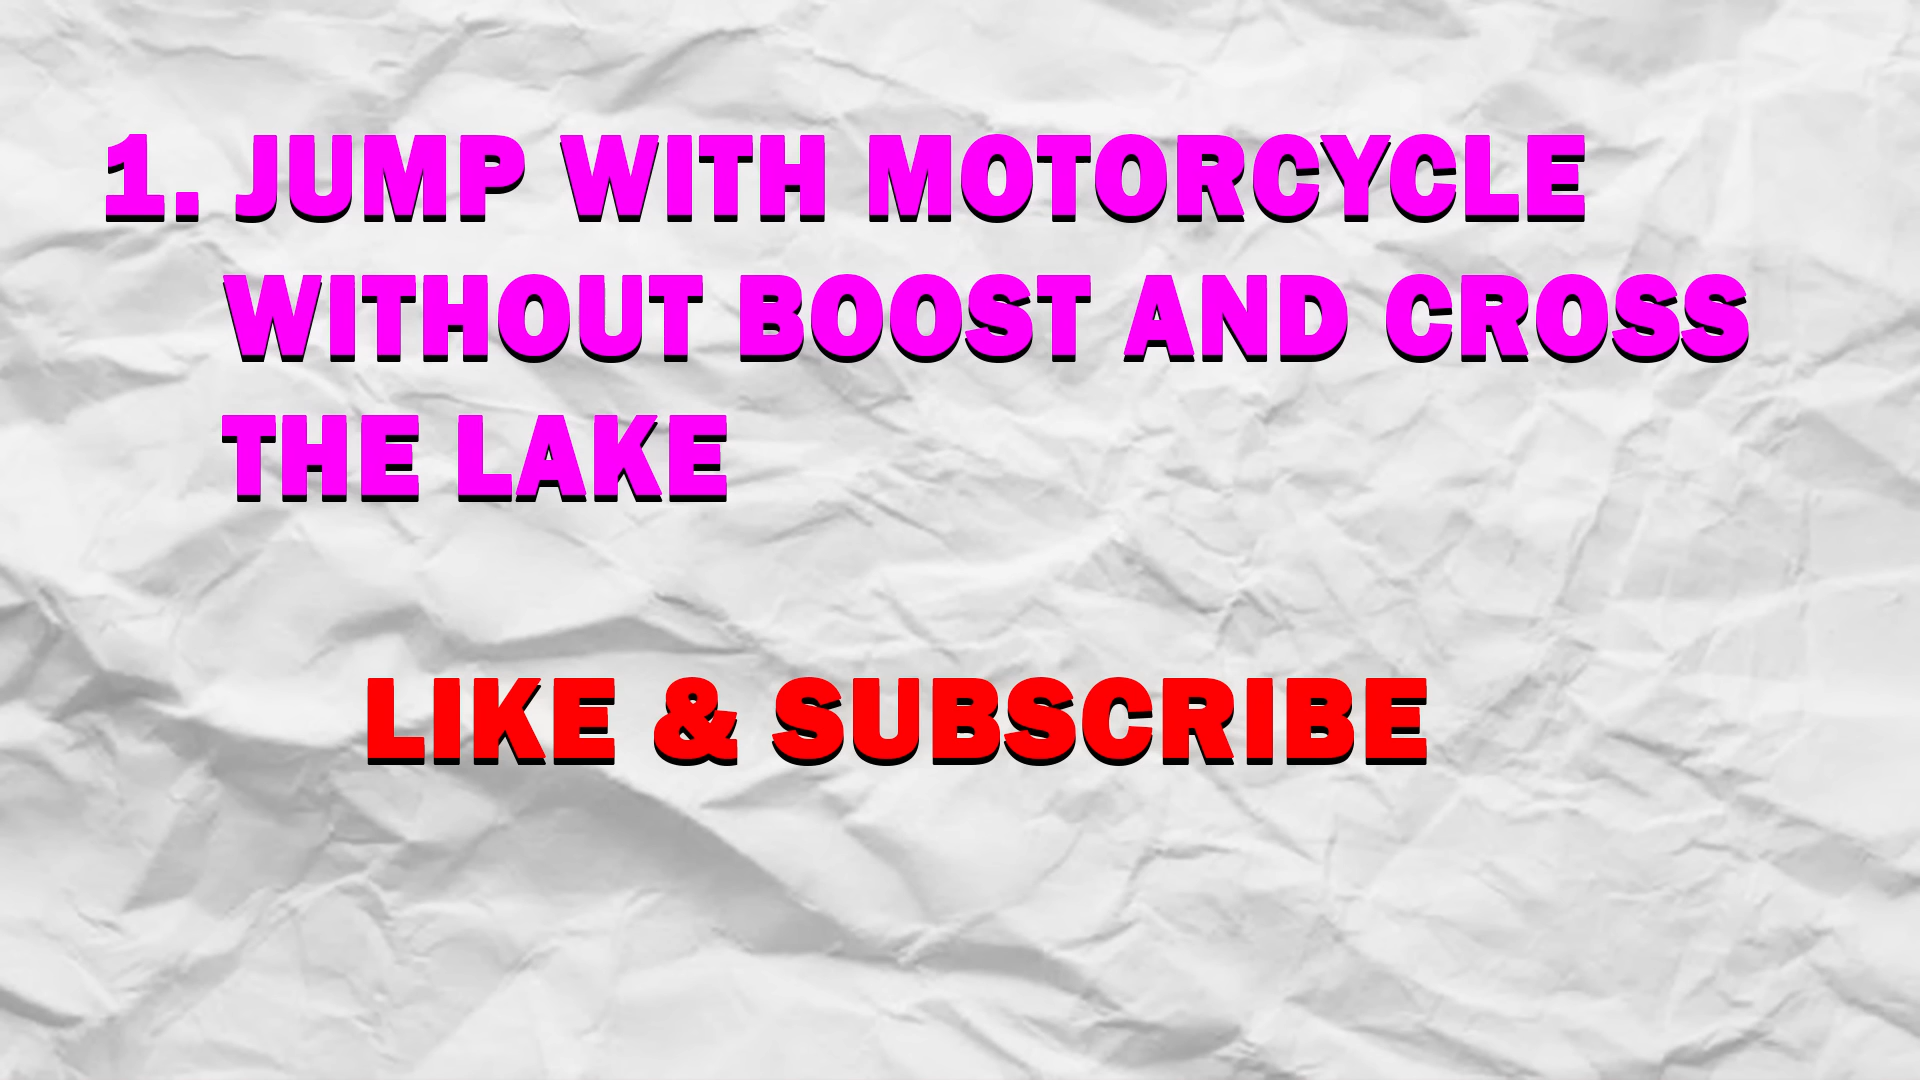 1. JUMP WITH MOTORCYCLE
WITHOUT BOOST AND CROSS
THE LAKE
LIKE & SUBSCRIBE